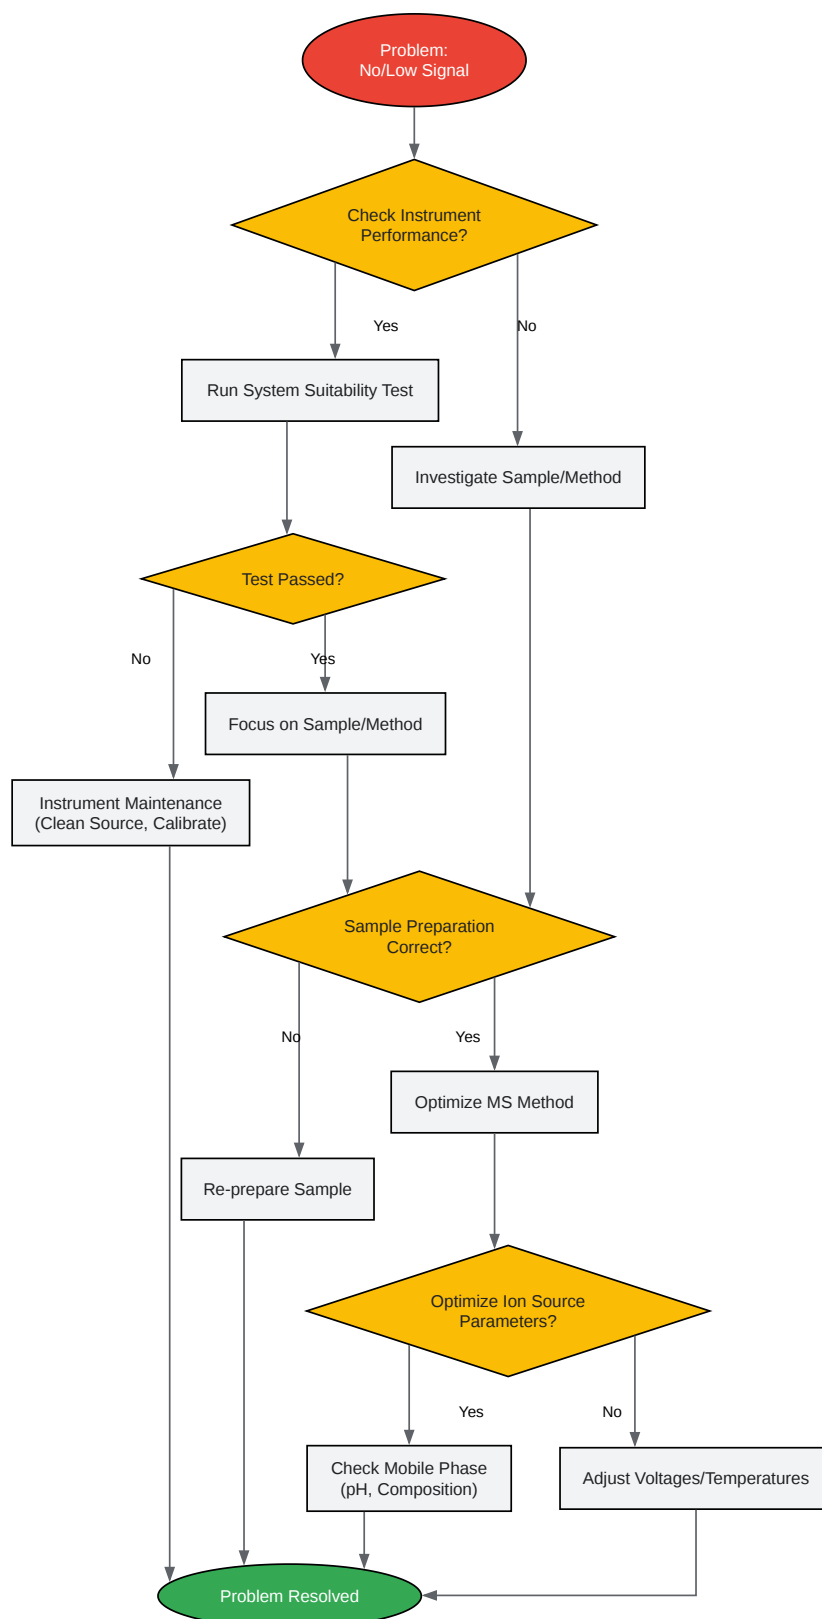 Problem:
No/Low Signal
Check Instrument
Performance?
Yes
No
Run System Suitability Test
Investigate Sample/Method
Test Passed?
No
Yes
Focus on Sample/Method
Instrument Maintenance
(Clean Source, Calibrate)
Sample Preparation
Correct?
No
Yes
Optimize MS Method
Re-prepare Sample
Optimize Ion Source
Parameters?
Yes
No
Check Mobile Phase
(pH, Composition)
Adjust Voltages/Temperatures
Problem Resolved